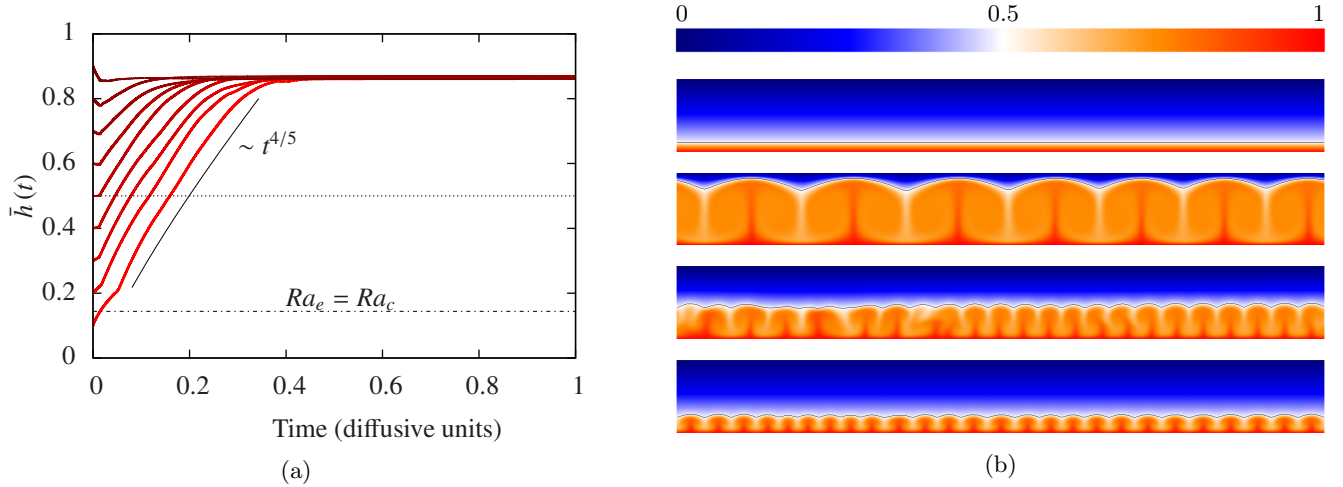 1
0.8
0.6
0.4
0.2
0
h̄(t)
∼ t^{4/5}
Ra_e = Ra_c
0 0.2 0.4 0.6 0.8 1
Time (diffusive units)
(a)
0 0.5 1
(b)